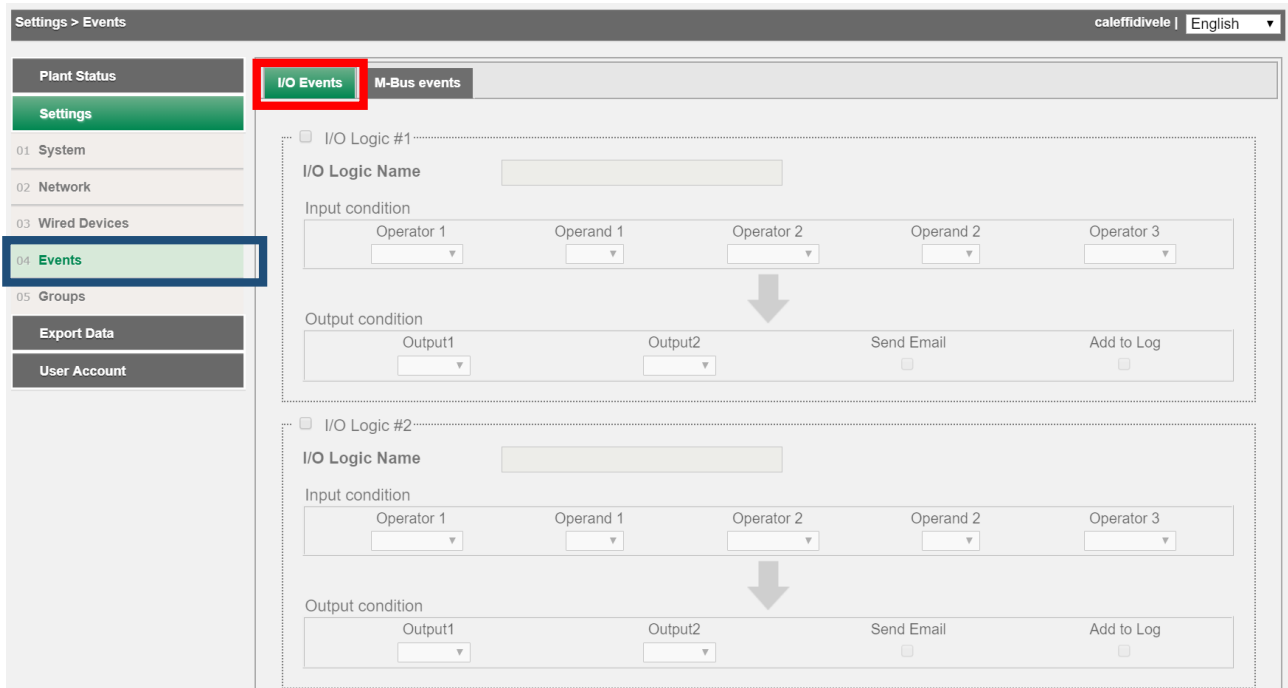 Settings > Events
caleffidivele | English
Plant Status
Settings
01 System
02 Network
03 Wired Devices
04 Events
05 Groups
Export Data
User Account
I/O Events M-Bus events
I/O Logic #1
I/O Logic Name
Input condition
Operator 1 Operand 1 Operator 2 Operand 2 Operator 3
Output condition
Output1 Output2 Send Email Add to Log
I/O Logic #2
I/O Logic Name
Input condition
Operator 1 Operand 1 Operator 2 Operand 2 Operator 3
Output condition
Output1 Output2 Send Email Add to Log